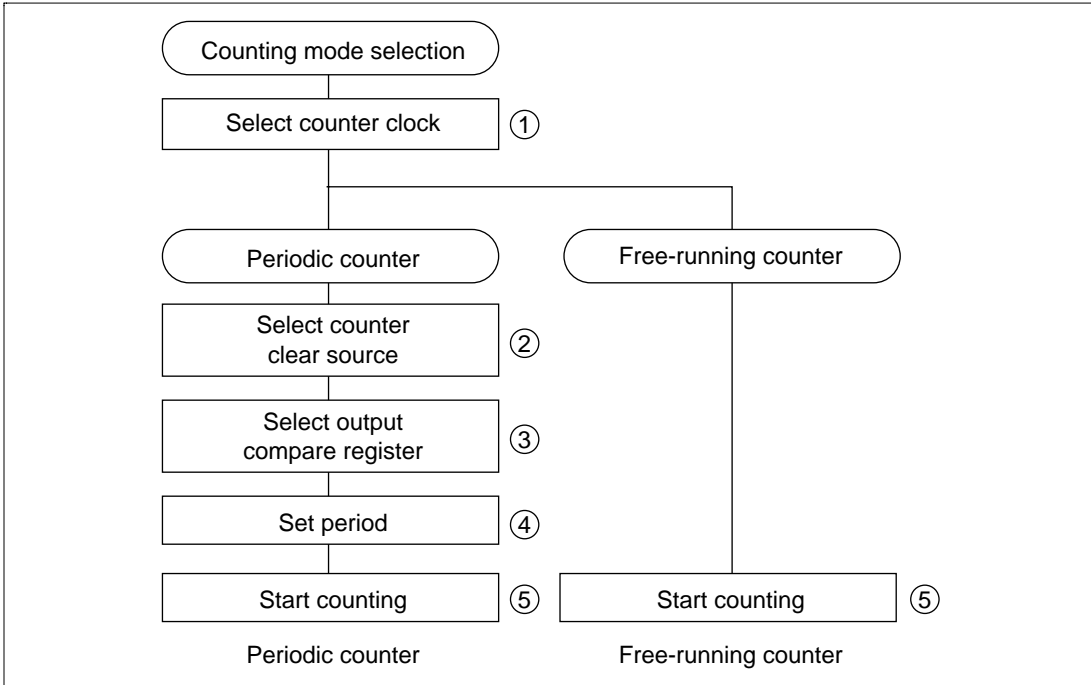 Counting mode selection
Select counter clock
①
Periodic counter
Free-running counter
Select counter
clear source
②
Select output
compare register
③
Set period
④
Start counting
⑤
Start counting
⑤
Periodic counter
Free-running counter